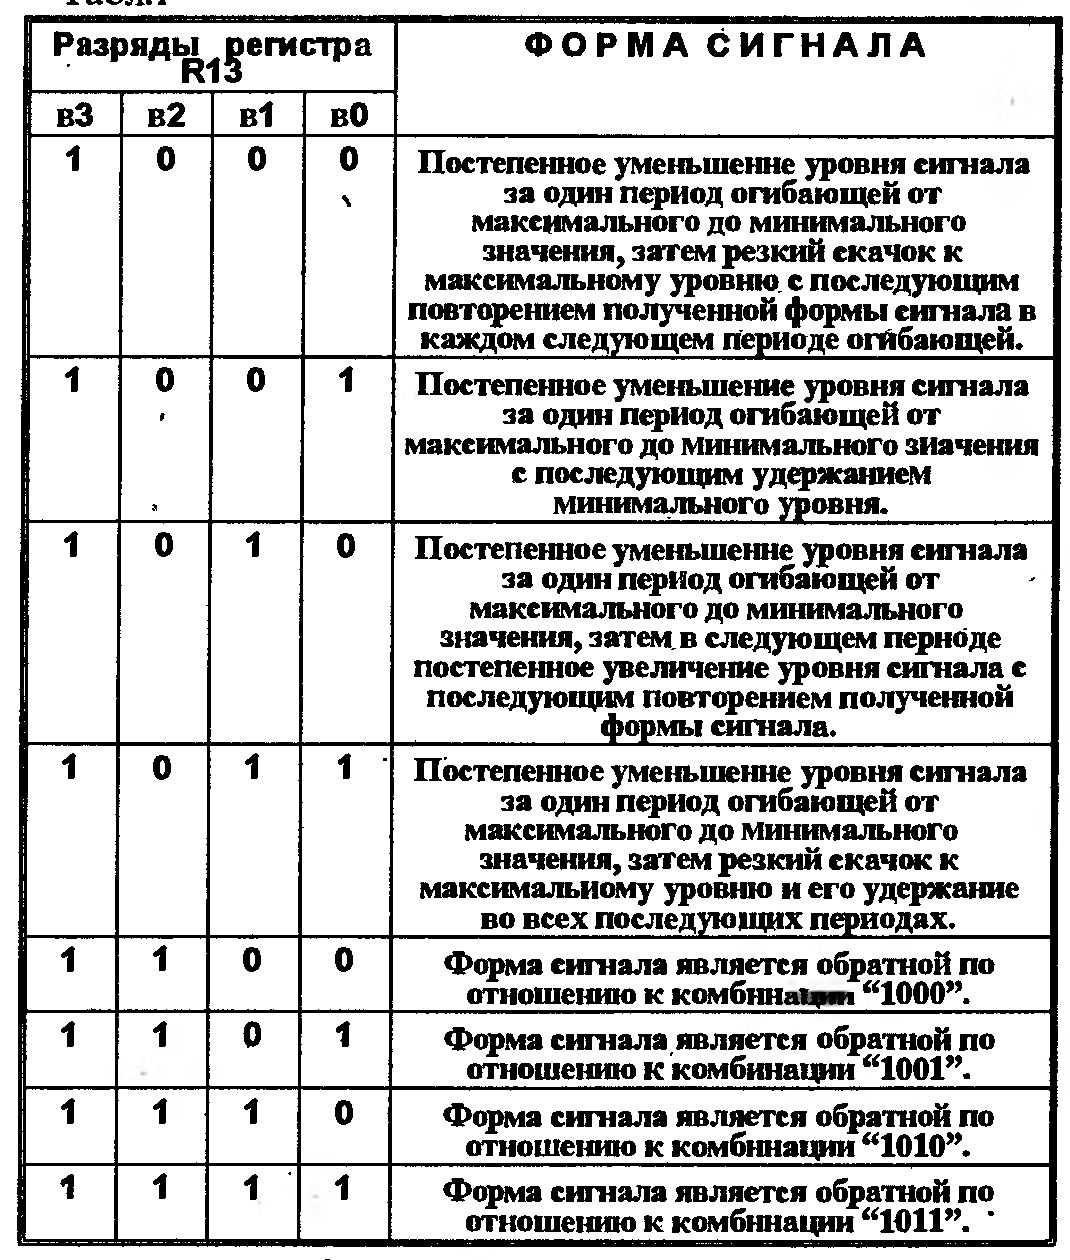 Разряды регистра
R13
ФОРМА СИГНАЛА
в3 в2 в1 в0
1 0 0 0
Постепенное уменьшение уровня сигнала
за один период огибающей от
максимального до минимального
значения, затем резкий скачок к
максимальному уровню с последующим
повторением полученной формы сигнала в
каждом следующем периоде огибающей.
1 0 0 1
Постепенное уменьшение уровня сигнала
за один период огибающей от
максимального до минимального значения
с последующим удержанием
минимального уровня.
1 0 1 0
Постепенное уменьшение уровня сигнала
за один период огибающей от
максимального до минимального
значения, затем в следующем периоде
постепенное увеличение уровня сигнала с
последующим повторением полученной
формы сигнала.
1 0 1 1
Постепенное уменьшение уровня сигнала
за один период огибающей от
максимального до минимального
значения, затем резкий скачок к
максимальному уровню и его удержание
во всех последующих периодах.
1 1 0 0
Форма сигнала является обратной по
отношению к комбинации “1000”.
1 1 0 1
Форма сигнала является обратной по
отношению к комбинации “1001”.
1 1 1 0
Форма сигнала является обратной по
отношению к комбинации “1010”.
1 1 1 1
Форма сигнала является обратной по
отношению к комбинации “1011”.